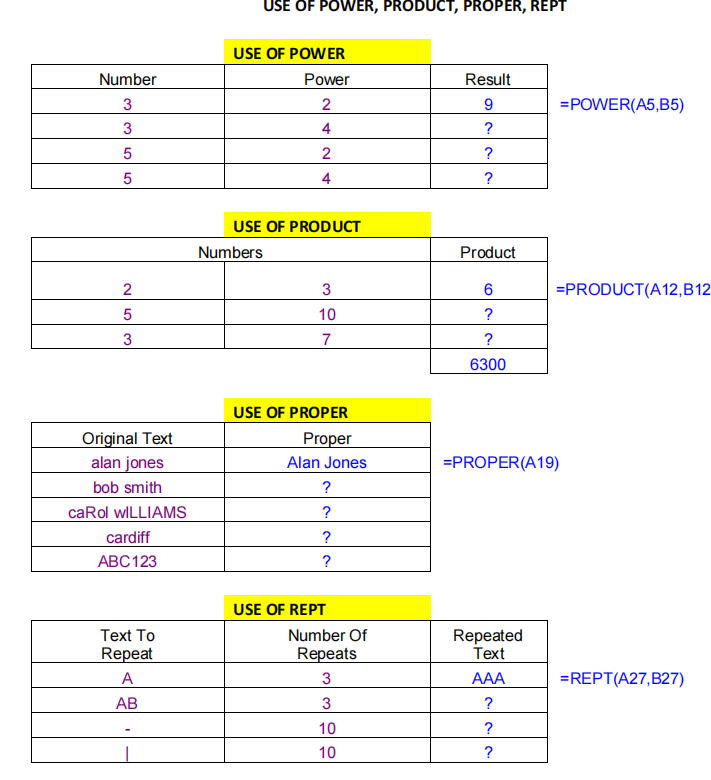 USE OF POWER, PRODUCT, PROPER, REPT
USE OF POWER
Number Power Result
3 2 9 =POWER(A5,B5)
3 4 ?
5 2 ?
5 4 ?
USE OF PRODUCT
Numbers Product
2 3 6 =PRODUCT(A12,B12
5 10 ?
3 7 ?
6300
USE OF PROPER
Original Text Proper
alan jones Alan Jones =PROPER(A19)
bob smith ?
caRol wILLIAMS ?
cardiff ?
ABC123 ?
USE OF REPT
Text To Number Of Repeated
Repeat Repeats Text
A 3 AAA =REPT(A27,B27)
AB 3 ?
- 10 ?
| 10 ?